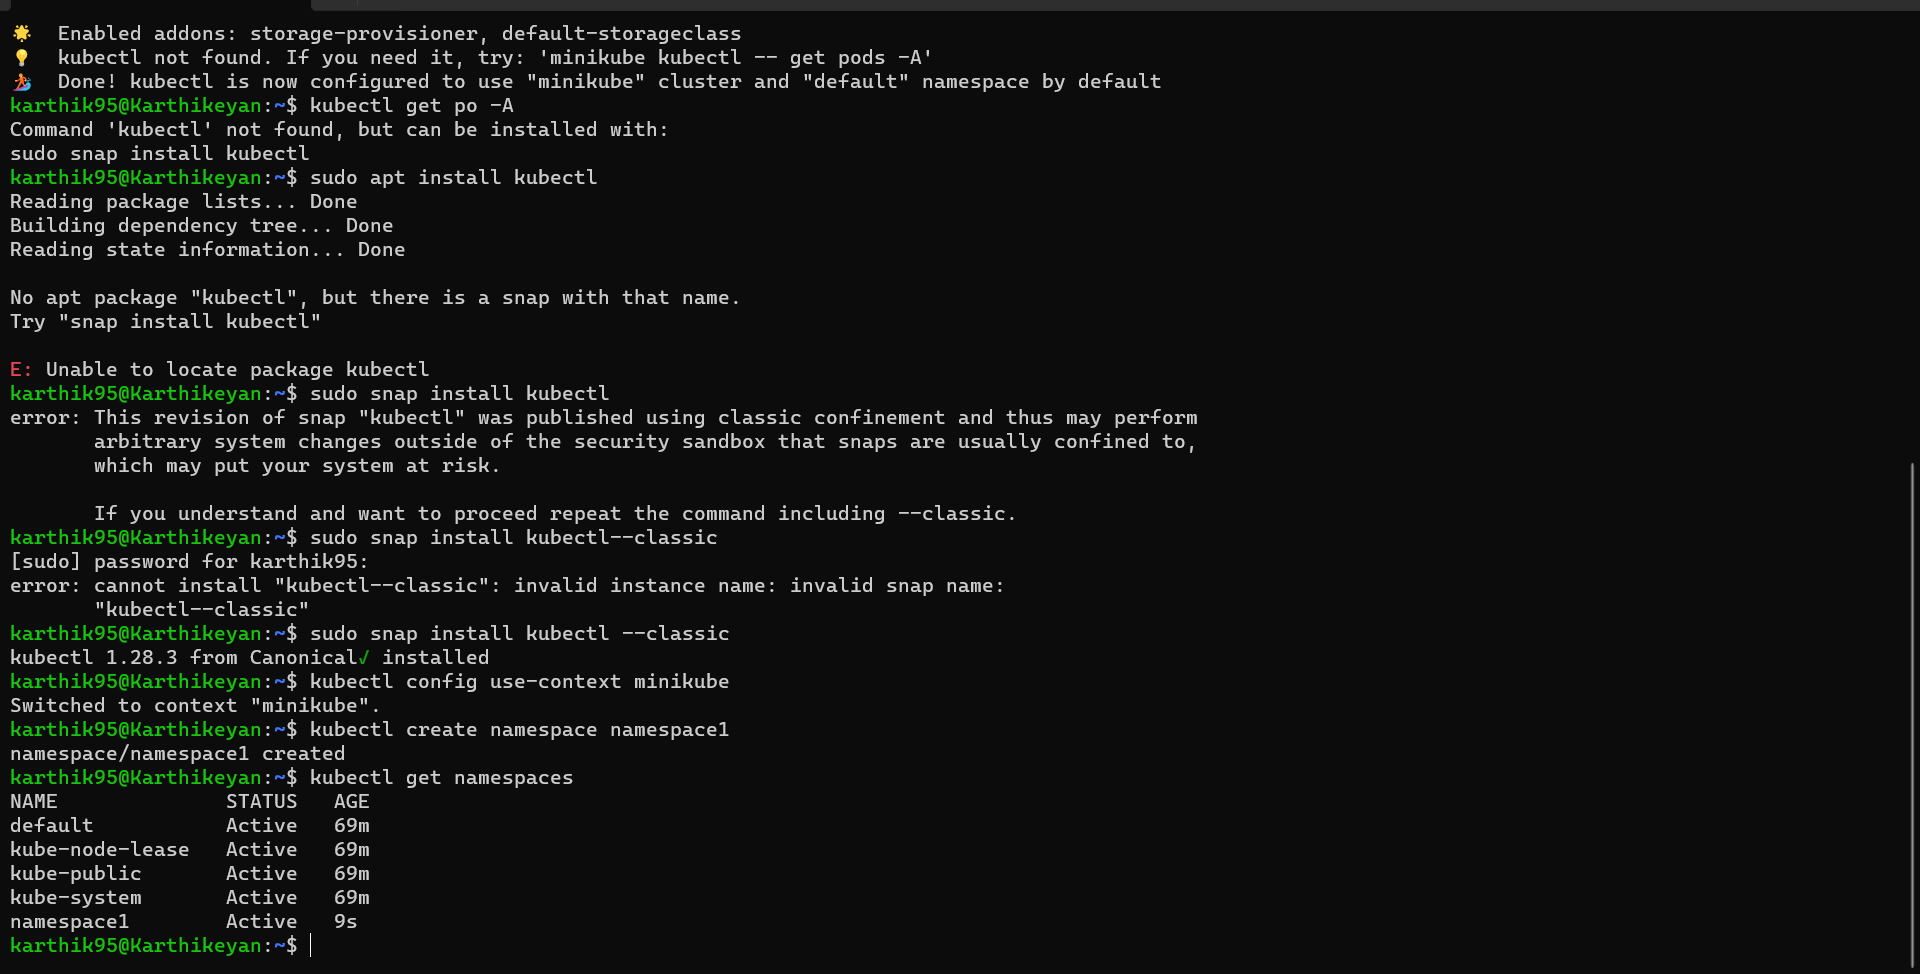 🌟  Enabled addons: storage-provisioner, default-storageclass
💡  kubectl not found. If you need it, try: 'minikube kubectl -- get pods -A'
🏄  Done! kubectl is now configured to use "minikube" cluster and "default" namespace by default
karthik95@Karthikeyan:~$ kubectl get po -A
Command 'kubectl' not found, but can be installed with:
sudo snap install kubectl
karthik95@Karthikeyan:~$ sudo apt install kubectl
Reading package lists... Done
Building dependency tree... Done
Reading state information... Done

No apt package "kubectl", but there is a snap with that name.
Try "snap install kubectl"

E: Unable to locate package kubectl
karthik95@Karthikeyan:~$ sudo snap install kubectl
error: This revision of snap "kubectl" was published using classic confinement and thus may perform
       arbitrary system changes outside of the security sandbox that snaps are usually confined to,
       which may put your system at risk.

       If you understand and want to proceed repeat the command including --classic.
karthik95@Karthikeyan:~$ sudo snap install kubectl--classic
[sudo] password for karthik95:
error: cannot install "kubectl--classic": invalid instance name: invalid snap name:
       "kubectl--classic"
karthik95@Karthikeyan:~$ sudo snap install kubectl --classic
kubectl 1.28.3 from Canonical✓ installed
karthik95@Karthikeyan:~$ kubectl config use-context minikube
Switched to context "minikube".
karthik95@Karthikeyan:~$ kubectl create namespace namespace1
namespace/namespace1 created
karthik95@Karthikeyan:~$ kubectl get namespaces
NAME              STATUS   AGE
default           Active   69m
kube-node-lease   Active   69m
kube-public       Active   69m
kube-system       Active   69m
namespace1        Active   9s
karthik95@Karthikeyan:~$